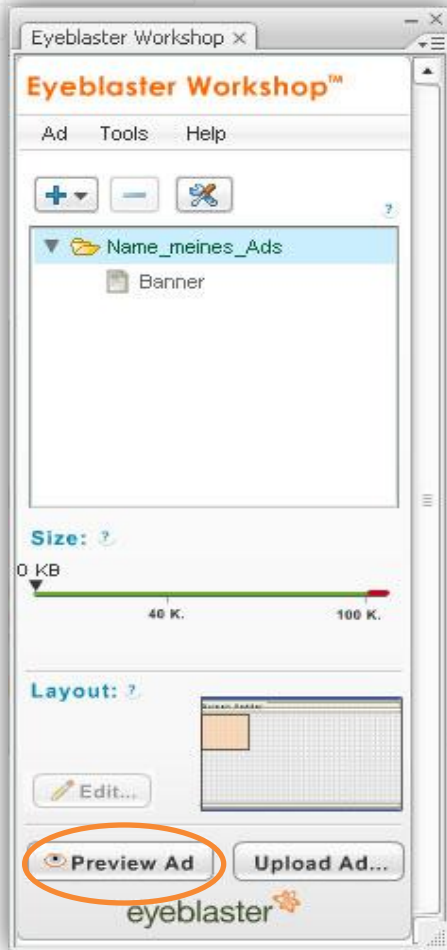 Eyeblaster Workshop ×
Eyeblaster Workshop™
Ad Tools Help
?
Name_meines_Ads
Banner
Size: ?
0 KB
40 K. 100 K.
Layout: ?
Edit...
Preview Ad Upload Ad...
eyeblaster